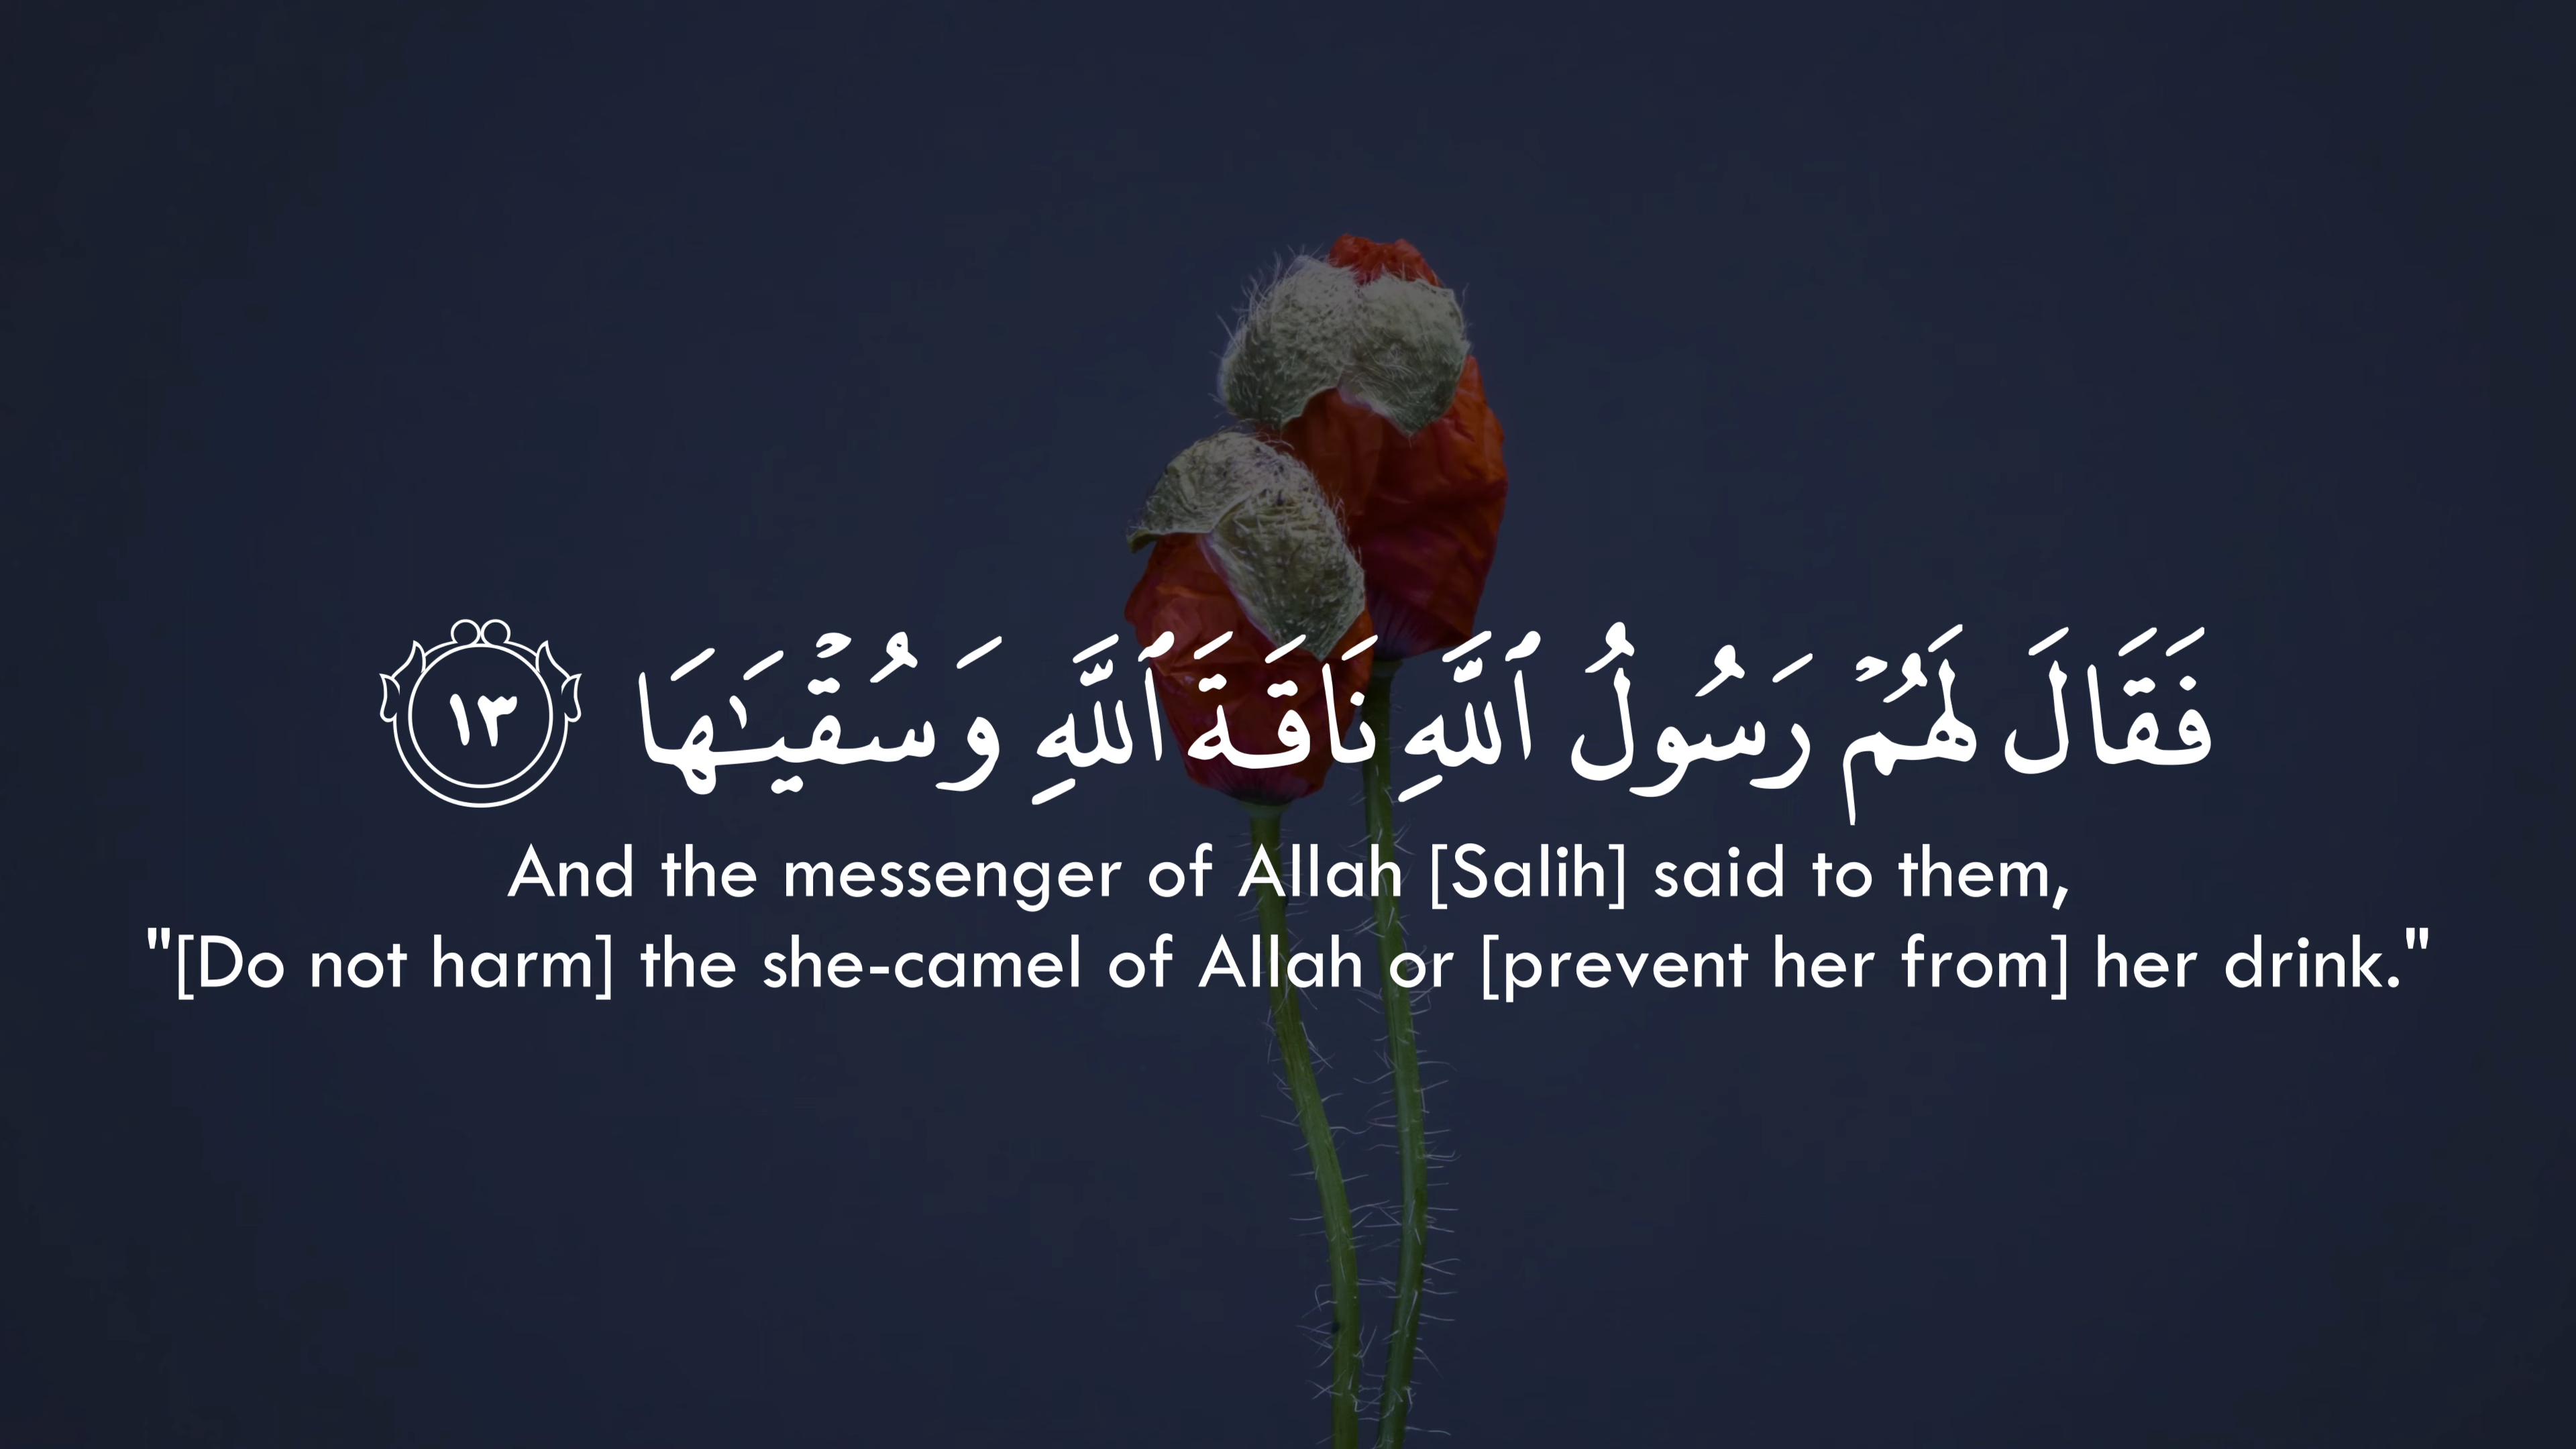 فَقَالَ لَهُمۡ رَسُولُ ٱللَّهِ نَاقَةَ ٱللَّهِ وَسُقۡيَـٰهَا ١٣
And the messenger of Allah [Salih] said to them,
"[Do not harm] the she-camel of Allah or [prevent her from] her drink."